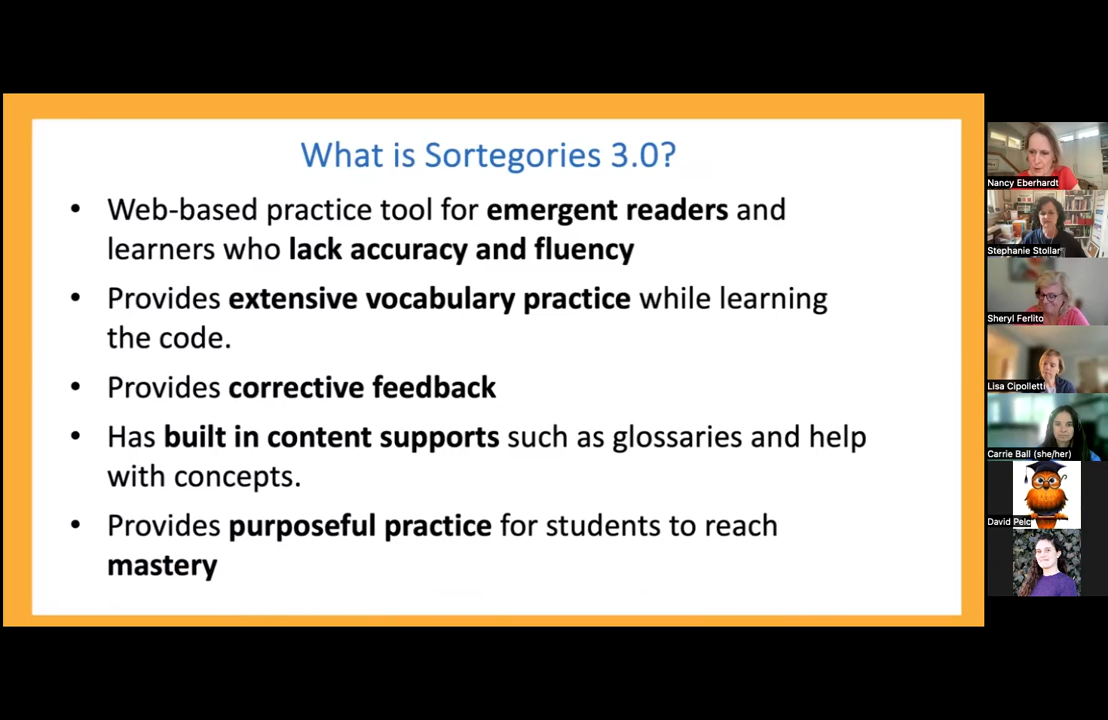 What is Sortegories 3.0?
• Web-based practice tool for emergent readers and
learners who lack accuracy and fluency
• Provides extensive vocabulary practice while learning
the code.
• Provides corrective feedback
• Has built in content supports such as glossaries and help
with concepts.
• Provides purposeful practice for students to reach
mastery
Nancy Eberhardt
Stephanie Stollar
Sheryl Ferlito
Lisa Cipolletti
Carrie Ball (she/her)
David